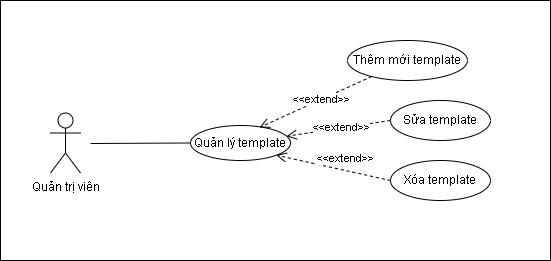 Thêm mới template
<<extend>>
Sửa template
<<extend>>
Quản lý template
<<extend>>
Xóa template
Quản trị viên